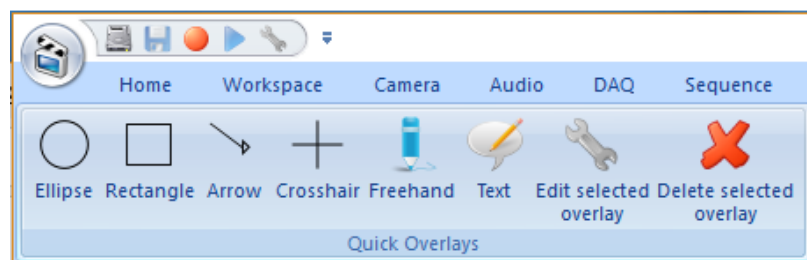 Home Workspace Camera Audio DAQ Sequence
Ellipse Rectangle Arrow Crosshair Freehand Text Edit selected overlay Delete selected overlay
Quick Overlays